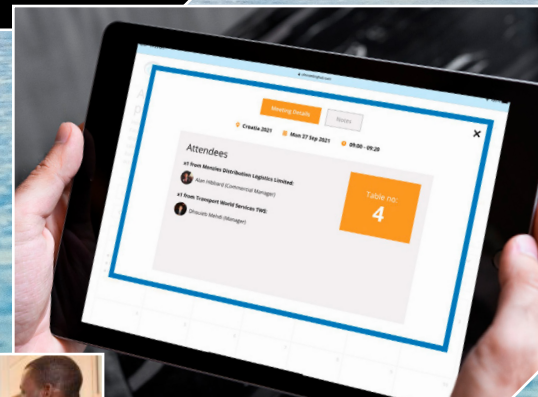 Meeting Details
Notes
Croatia 2021
Mon 27 Sep 2021
09:00 - 09:20
Attendees
x1 from Menzies Distribution Logistics Limited:
Alan Hibbard (Commercial Manager)
x1 from Transport World Services TWS:
Dhouieb Mehdi (Manager)
Table no:
4